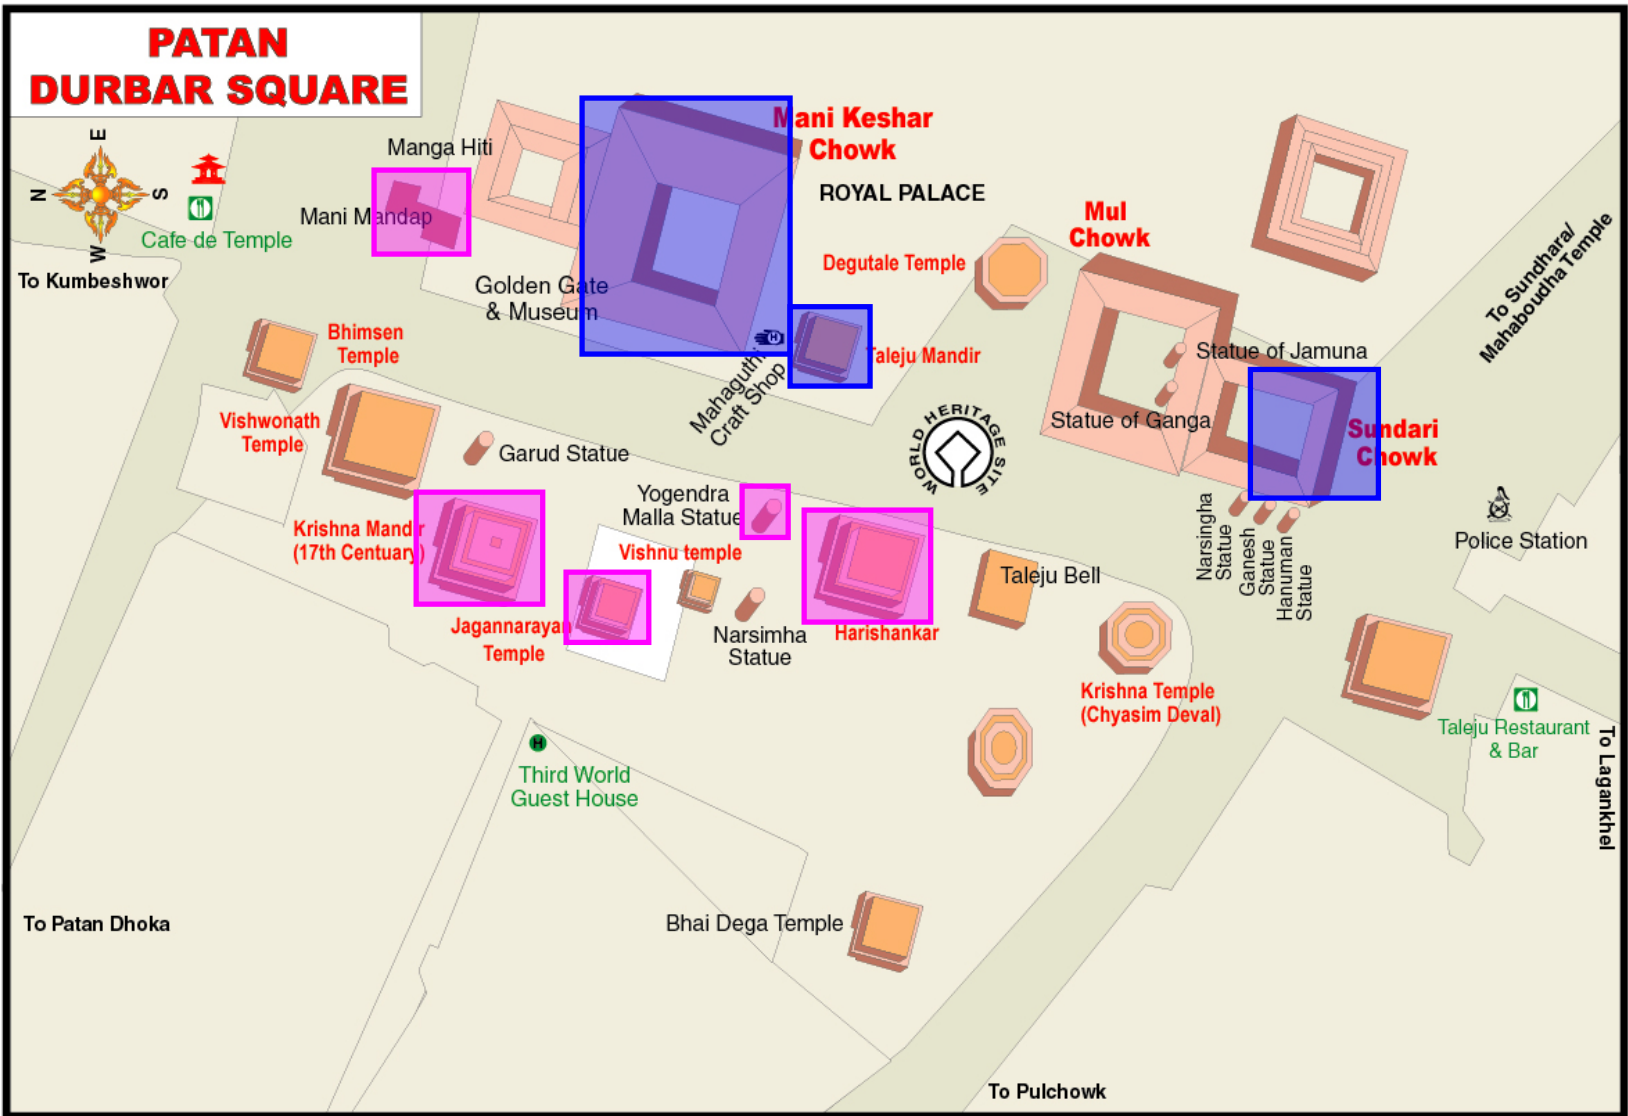 PATAN
DURBAR SQUARE
E
N
S
W
Cafe de Temple
To Kumbeshwor
Manga Hiti
Mani Mandap
Golden Gate
& Museum
Mani Keshar
Chowk
ROYAL PALACE
Mul
Chowk
Degutale Temple
Taleju Mandir
Mahaguthi
Craft Shop
H
To Sundhara/
Mahaboudha Temple
Statue of Jamuna
Statue of Ganga
Sundari
Chowk
WORLD HERITAGE SITE
Bhimsen
Temple
Vishwonath
Temple
Garud Statue
Krishna Mandir
(17th Centuary)
Yogendra
Malla Statue
Vishnu temple
Jagannarayan
Temple
Narsimha
Statue
Harishankar
Taleju Bell
Narsingha
Statue
Ganesh
Statue
Hanuman
Statue
Police Station
Krishna Temple
(Chyasim Deval)
Taleju Restaurant
& Bar
To Lagankhel
H
Third World
Guest House
Bhai Dega Temple
To Patan Dhoka
To Pulchowk